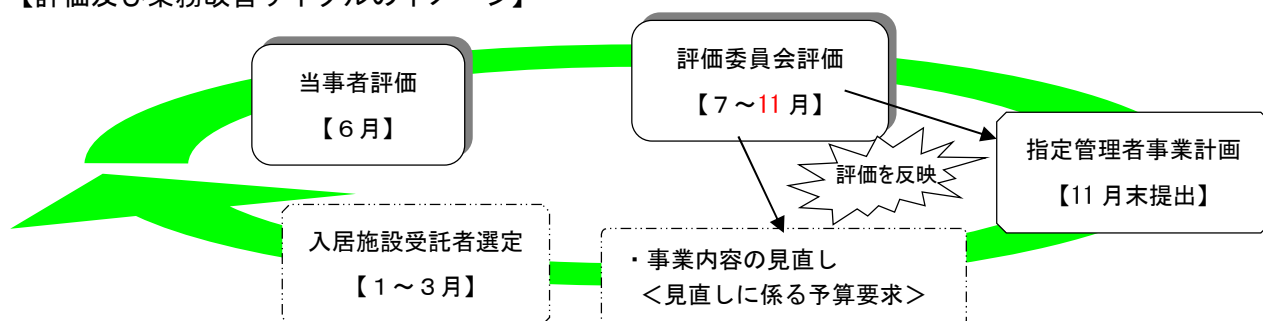 【評価及び業務改善サイクルのイメージ】
当事者評価
【６月】
評価委員会評価
【７～11月】
評価を反映
指定管理者事業計画
【11月末提出】
入居施設受託者選定
【１～３月】
・事業内容の見直し
＜見直しに係る予算要求＞